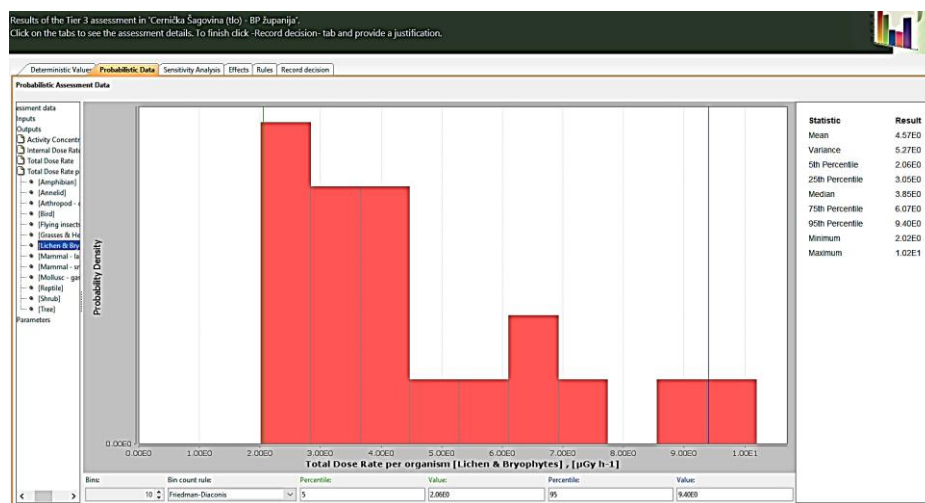 Results of the Tier 3 assessment in 'Cernička Šagovina (tlo) - BP županija'.
Click on the tabs to see the assessment details. To finish click -Record decision- tab and provide a justification.
Deterministic Values Probabilistic Data Sensitivity Analysis Effects Rules Record decision
Probabilistic Assessment Data
essment data
Inputs
Outputs
Activity Concentr
Internal Dose Rate
Total Dose Rate
Total Dose Rate p
[Amphibian]
[Annelid]
[Arthropod -
[Bird]
[Flying insects
[Grasses & He
[Lichen & Bry
[Mammal - la
[Mammal - sr
[Mollusc - gas
[Reptile]
[Shrub]
[Tree]
Parameters
Probability Density
0.00E0
0.00E0 1.00E0 2.00E0 3.00E0 4.00E0 5.00E0 6.00E0 7.00E0 8.00E0 9.00E0 1.00E1
Total Dose Rate per organism [Lichen & Bryophytes] , [µGy h-1]
Statistic Result
Mean 4.57E0
Variance 5.27E0
5th Percentile 2.06E0
25th Percentile 3.05E0
Median 3.85E0
75th Percentile 6.07E0
95th Percentile 9.40E0
Minimum 2.02E0
Maximum 1.02E1
Bins: Bin count rule: Percentile: Value: Percentile: Value:
10 Friedman-Diaconis 5 2.06E0 95 9.40E0